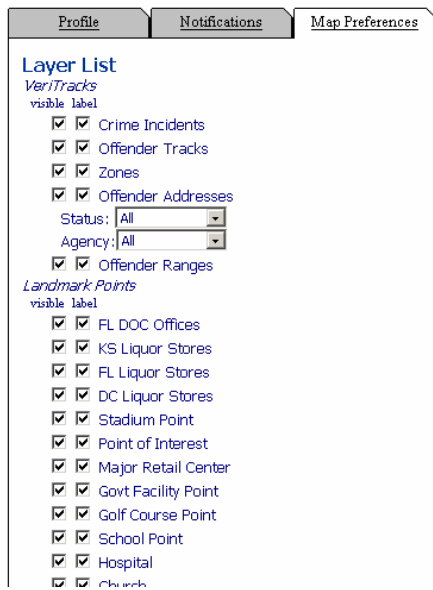 Profile Notifications Map Preferences
Layer List
VeriTracks
visible label
Crime Incidents
Offender Tracks
Zones
Offender Addresses
Status: All
Agency: All
Offender Ranges
Landmark Points
visible label
FL DOC Offices
KS Liquor Stores
FL Liquor Stores
DC Liquor Stores
Stadium Point
Point of Interest
Major Retail Center
Govt Facility Point
Golf Course Point
School Point
Hospital
Church